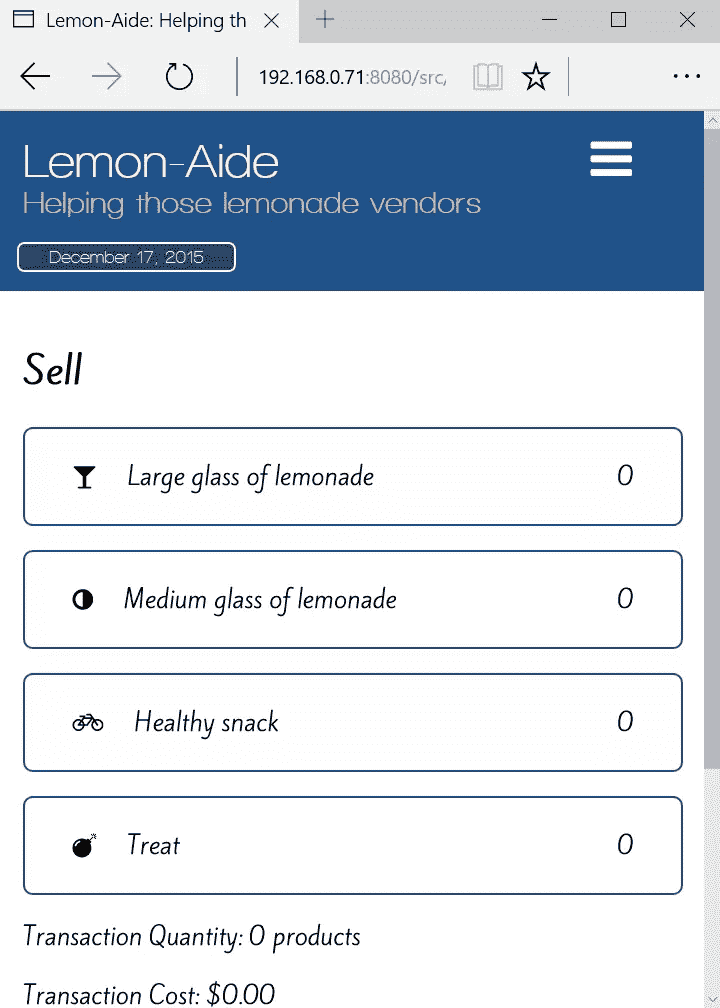 Lemon-Aide: Helping th
192.168.0.71:8080/src,
Lemon-Aide
Helping those lemonade vendors
December 17, 2015
Sell
Large glass of lemonade 0
Medium glass of lemonade 0
Healthy snack 0
Treat 0
Transaction Quantity: 0 products
Transaction Cost: $0.00